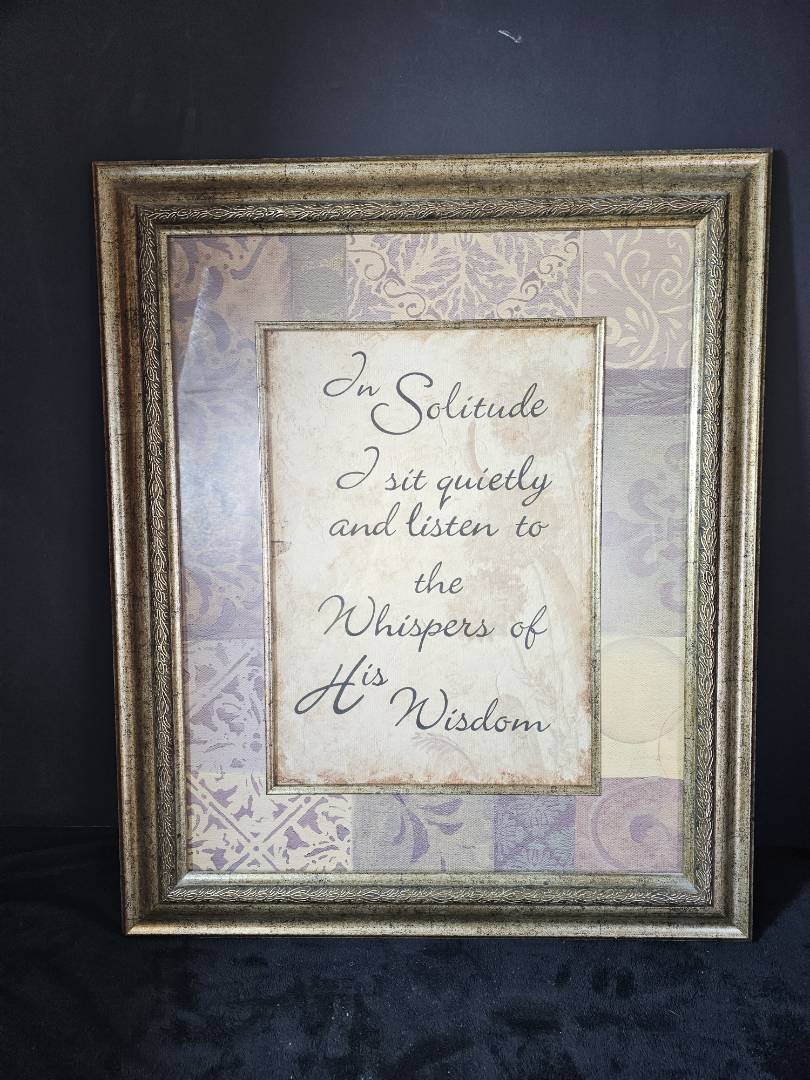 In
Solitude
I sit quietly
and listen to
the
Whispers of
His
Wisdom